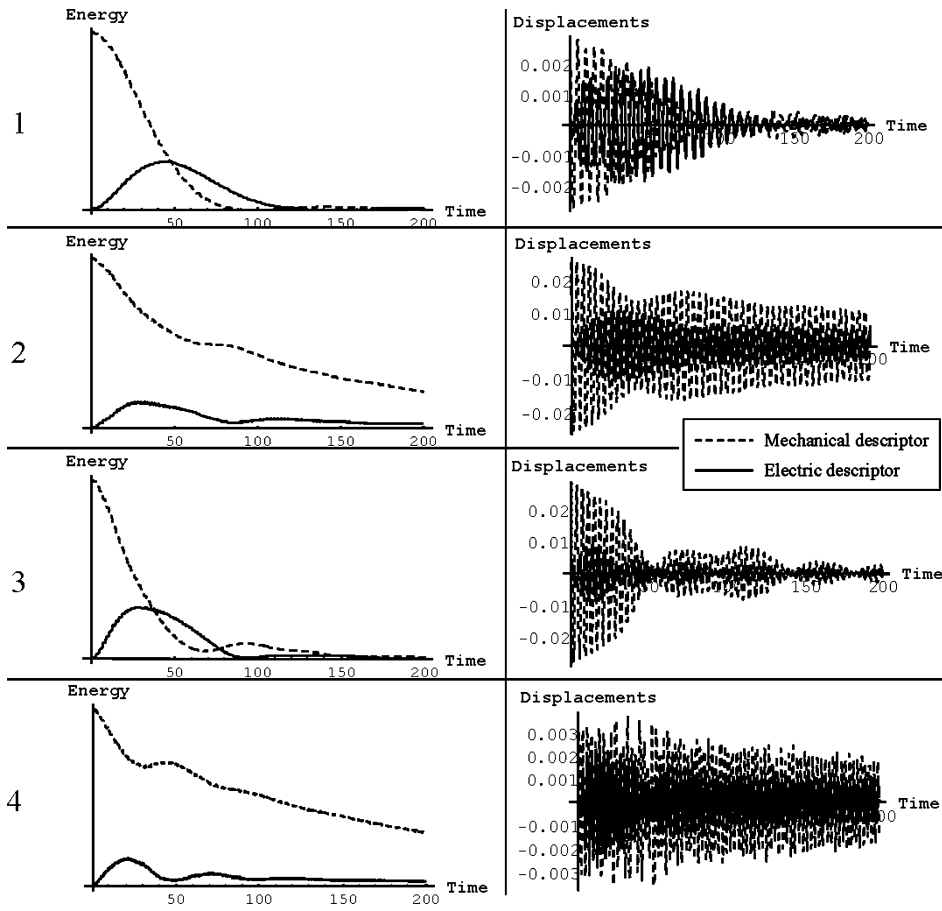 Energy
1
50 100 150 200
Time
Displacements
0.002
0.001
-0.001
-0.002
150 200
Time
Energy
2
50 100 150 200
Time
Displacements
0.02
0.01
-0.01
-0.02
Time
Mechanical descriptor
Electric descriptor
Energy
3
50 100 150 200
Time
Displacements
0.02
0.01
-0.01
-0.02
150 200
Time
Energy
4
50 100 150 200
Time
Displacements
0.003
0.002
0.001
-0.001
-0.002
-0.003
Time